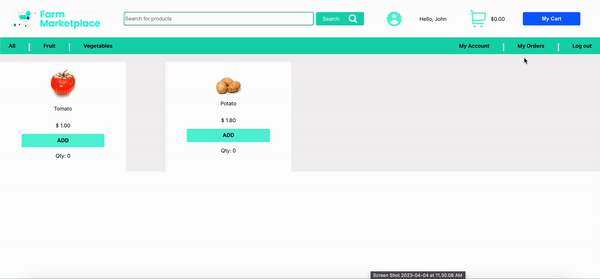 Farm
Marketplace
Search for products
Search
Hello, John
$0.00
My Cart
All | Fruit | Vegetables
My Account | My Orders | Log out
Tomato
$ 1.00
ADD
Qty: 0
Potato
$ 1.80
ADD
Qty: 0
Screen Shot 2023-04-04 at 11.30.08 AM